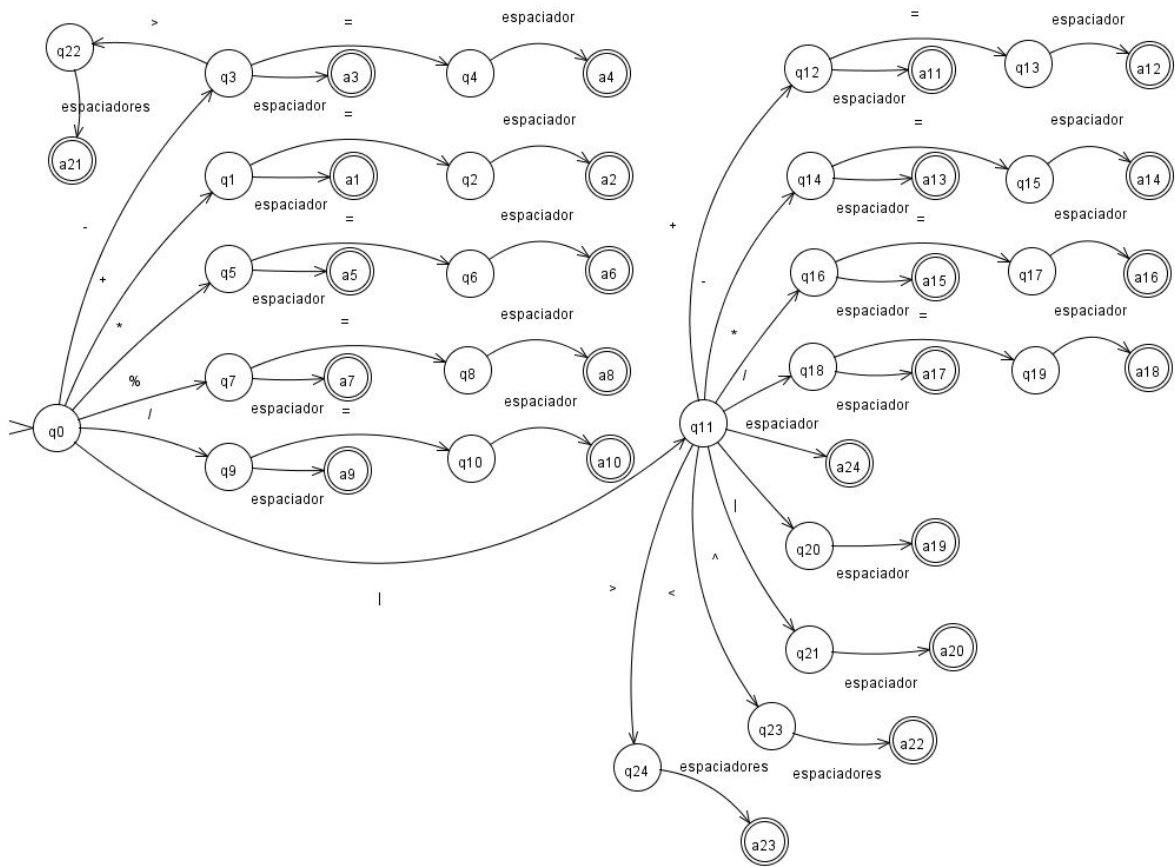 > = espaciador = espaciador
q22 q3 a3 q4 a4 q12 a11 q13 a12
espaciadores espaciador = espaciador espaciador = espaciador
a21 q1 a1 q2 a2 q14 a13 q15 a14
espaciador = espaciador espaciador = espaciador
- +
q5 a5 q6 a6 q16 a15 q17 a16
+ espaciador = espaciador - espaciador = espaciador
* *
q7 a7 q8 a8 q18 a17 q19 a18
% /
/ espaciador = espaciador espaciador
q0 q11
q9 a9 q10 a10 a24
espaciador
|
q20 a19
^ espaciador
> <
|
q21 a20
espaciador
q23 a22
q24 espaciadores espaciadores
a23